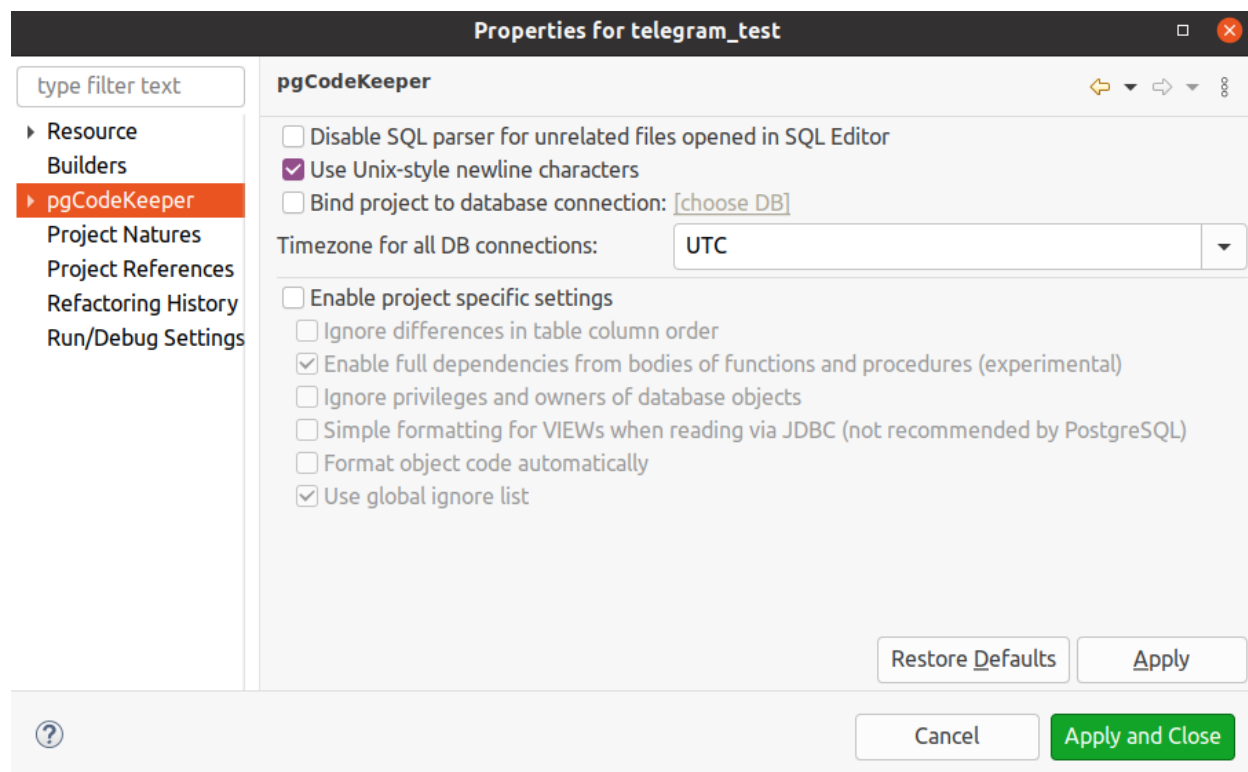 Properties for telegram_test
type filter text
Resource
Builders
pgCodeKeeper
Project Natures
Project References
Refactoring History
Run/Debug Settings
pgCodeKeeper
Disable SQL parser for unrelated files opened in SQL Editor
Use Unix-style newline characters
Bind project to database connection: [choose DB]
Timezone for all DB connections: UTC
Enable project specific settings
Ignore differences in table column order
Enable full dependencies from bodies of functions and procedures (experimental)
Ignore privileges and owners of database objects
Simple formatting for VIEWs when reading via JDBC (not recommended by PostgreSQL)
Format object code automatically
Use global ignore list
Restore Defaults Apply
? Cancel Apply and Close